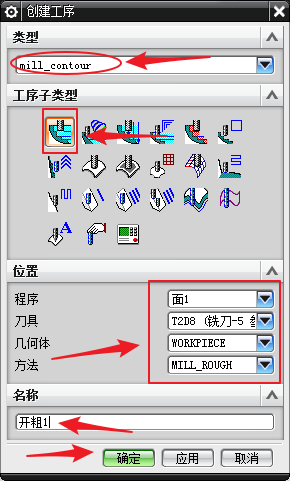 创建工序
类型
mill_contour
工序子类型
位置
程序 面1
刀具 T2D8 (铣刀-5
几何体 WORKPIECE
方法 MILL_ROUGH
名称
开粗1
确定 应用 取消